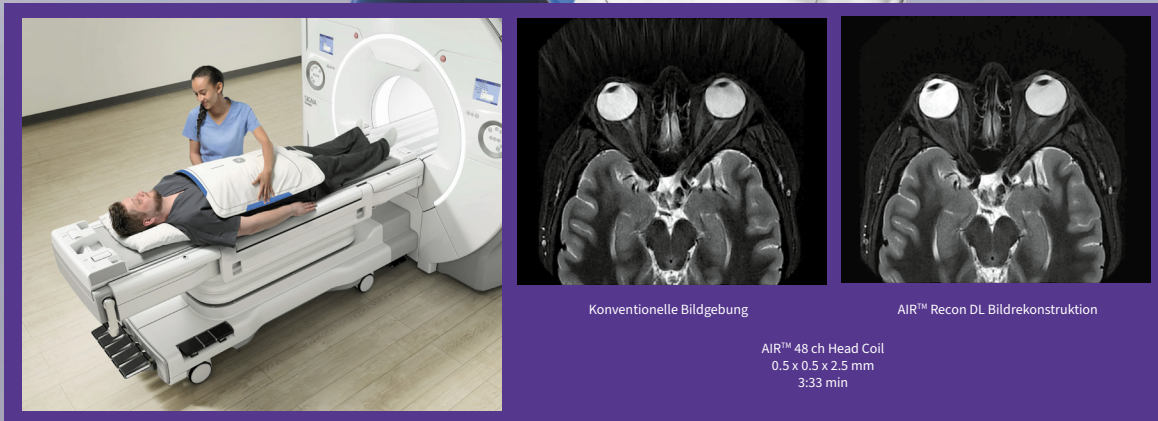 Konventionelle Bildgebung
AIR™ Recon DL Bildrekonstruktion
AIR™ 48 ch Head Coil
0.5 x 0.5 x 2.5 mm
3:33 min